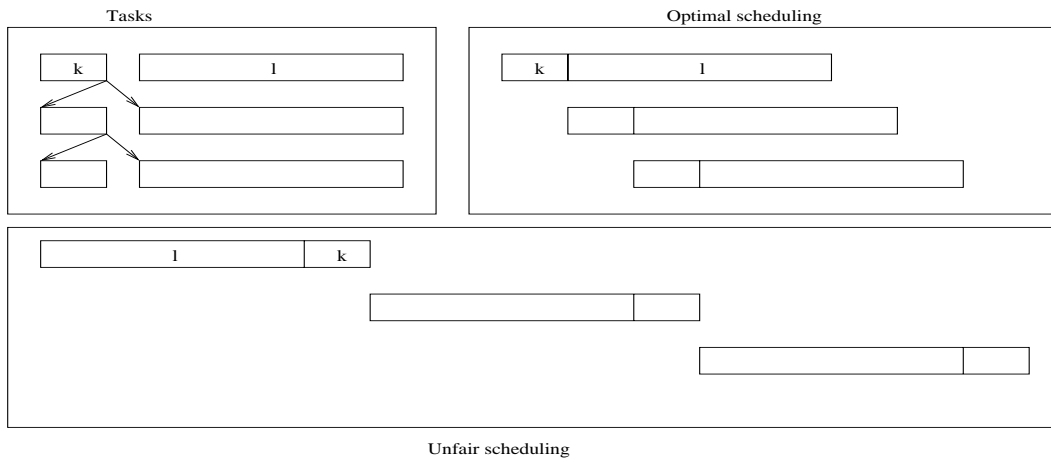 Tasks
Optimal scheduling
k l
k l
l k
Unfair scheduling